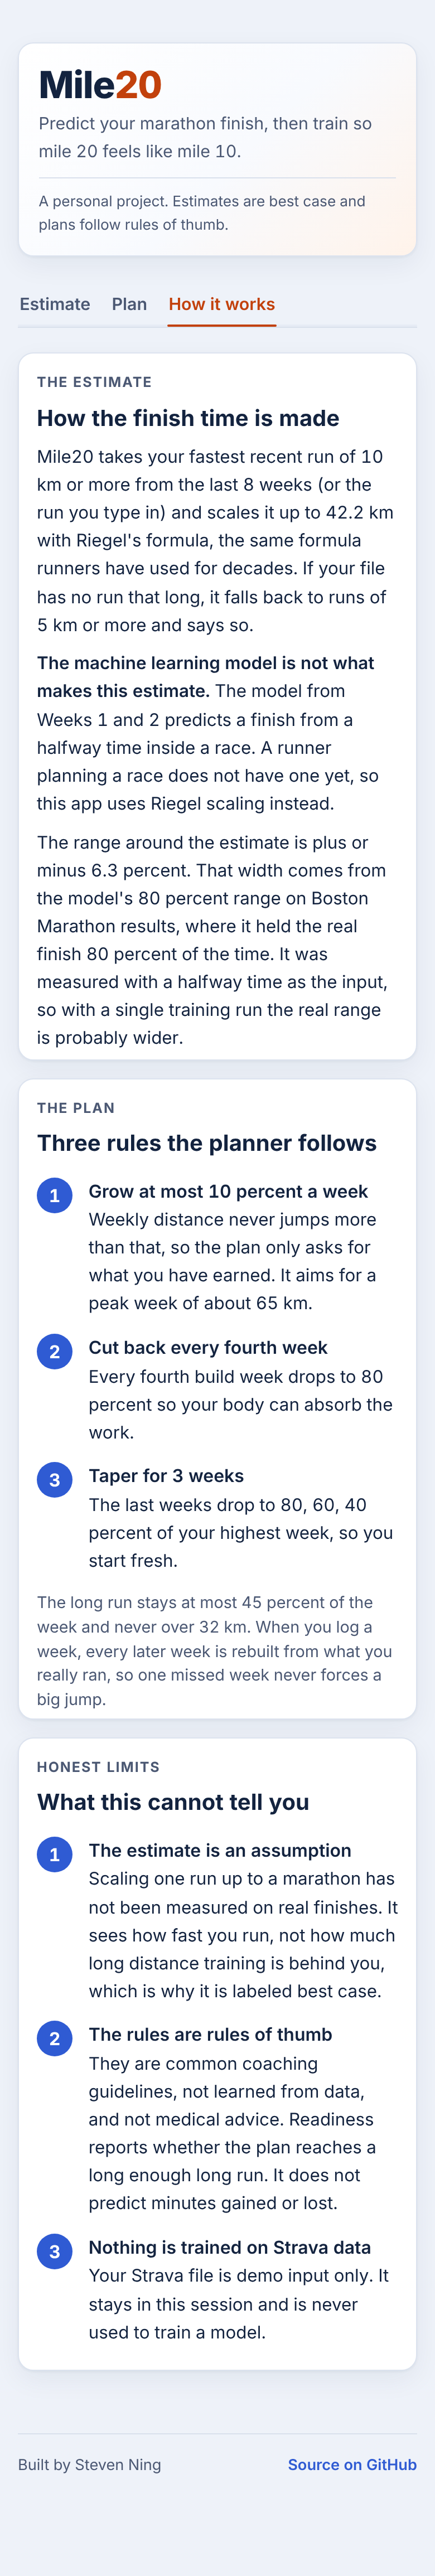 Mile20
Predict your marathon finish, then train so
mile 20 feels like mile 10.
A personal project. Estimates are best case and
plans follow rules of thumb.
Estimate Plan How it works
THE ESTIMATE
How the finish time is made
Mile20 takes your fastest recent run of 10
km or more from the last 8 weeks (or the
run you type in) and scales it up to 42.2 km
with Riegel's formula, the same formula
runners have used for decades. If your file
has no run that long, it falls back to runs of
5 km or more and says so.
The machine learning model is not what
makes this estimate. The model from
Weeks 1 and 2 predicts a finish from a
halfway time inside a race. A runner
planning a race does not have one yet, so
this app uses Riegel scaling instead.
The range around the estimate is plus or
minus 6.3 percent. That width comes from
the model's 80 percent range on Boston
Marathon results, where it held the real
finish 80 percent of the time. It was
measured with a halfway time as the input,
so with a single training run the real range
is probably wider.
THE PLAN
Three rules the planner follows
1 Grow at most 10 percent a week
Weekly distance never jumps more
than that, so the plan only asks for
what you have earned. It aims for a
peak week of about 65 km.
2 Cut back every fourth week
Every fourth build week drops to 80
percent so your body can absorb the
work.
3 Taper for 3 weeks
The last weeks drop to 80, 60, 40
percent of your highest week, so you
start fresh.
The long run stays at most 45 percent of the
week and never over 32 km. When you log a
week, every later week is rebuilt from what you
really ran, so one missed week never forces a
big jump.
HONEST LIMITS
What this cannot tell you
1 The estimate is an assumption
Scaling one run up to a marathon has
not been measured on real finishes. It
sees how fast you run, not how much
long distance training is behind you,
which is why it is labeled best case.
2 The rules are rules of thumb
They are common coaching
guidelines, not learned from data,
and not medical advice. Readiness
reports whether the plan reaches a
long enough long run. It does not
predict minutes gained or lost.
3 Nothing is trained on Strava data
Your Strava file is demo input only. It
stays in this session and is never
used to train a model.
Built by Steven Ning Source on GitHub